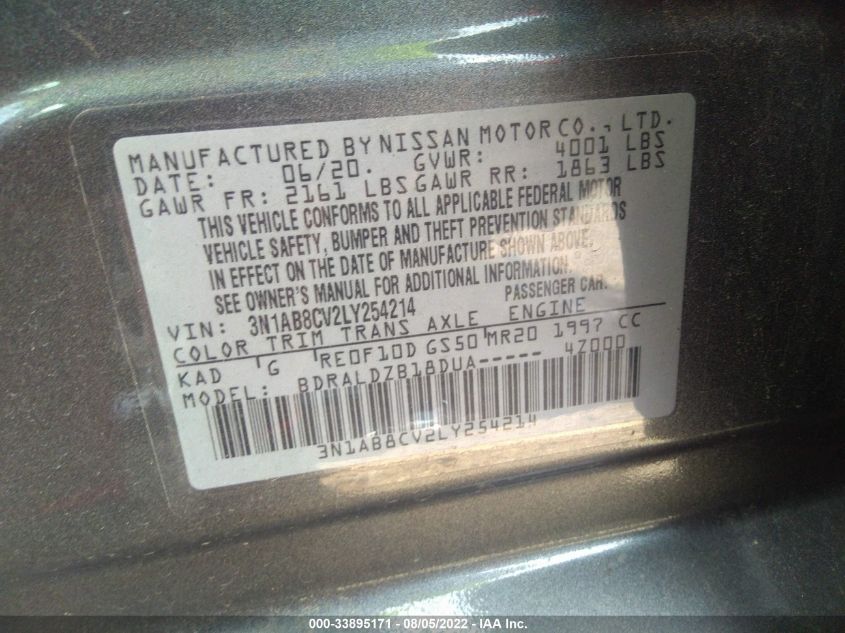 MANUFACTURED BY NISSAN MOTOR CO., LTD.
DATE: 06/20. GVWR: 4001 LBS
GAWR FR: 2161 LBS GAWR RR: 1863 LBS
THIS VEHICLE CONFORMS TO ALL APPLICABLE FEDERAL MOTOR
VEHICLE SAFETY, BUMPER AND THEFT PREVENTION STANDARDS
IN EFFECT ON THE DATE OF MANUFACTURE SHOWN ABOVE.
SEE OWNER'S MANUAL FOR ADDITIONAL INFORMATION.
PASSENGER CAR.
VIN: 3N1AB8CV2LY254214
COLOR TRIM TRANS AXLE ENGINE
KAD G RE0F10D GS50 MR20 1997 CC
MODEL: BDRALDZB18DUA----- 4Z000
3N1AB8CV2LY254214
000-33895171 - 08/05/2022 - IAA Inc.